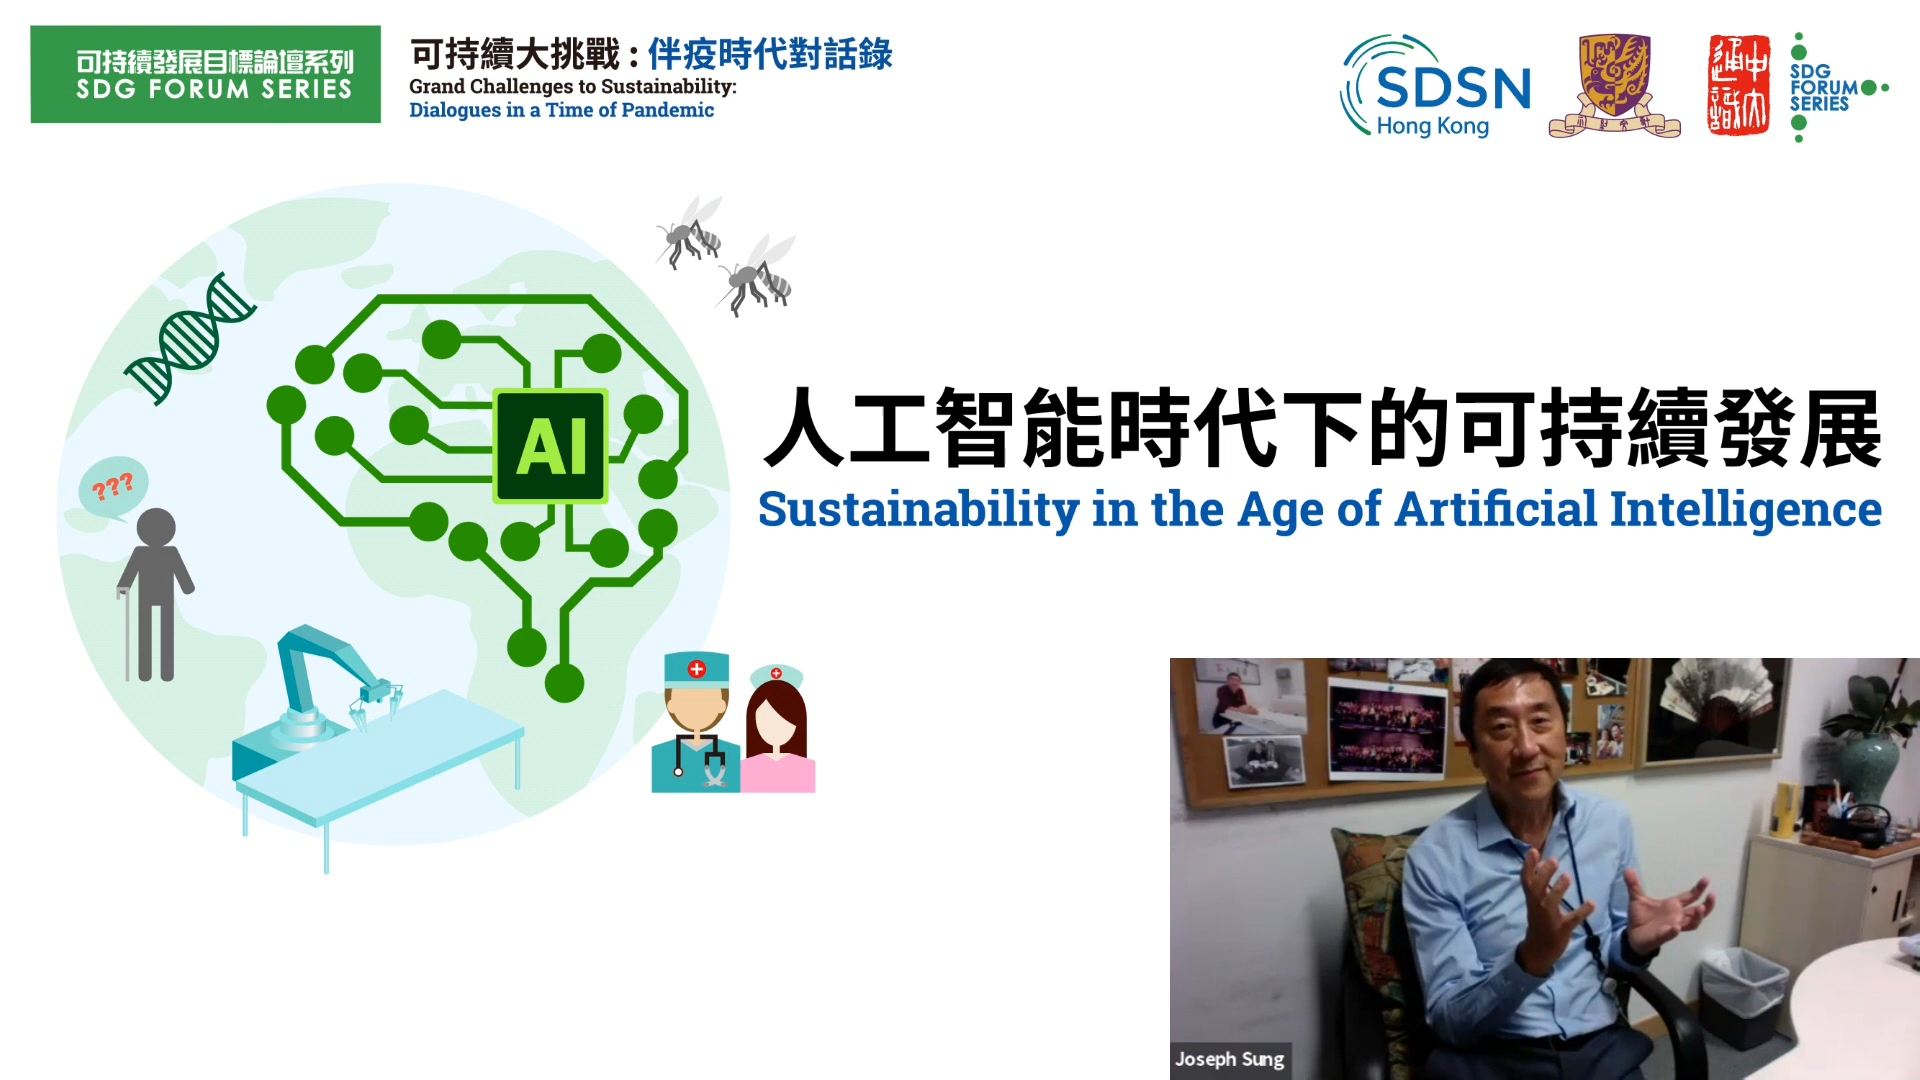 可持續發展目標論壇系列
SDG FORUM SERIES
可持續大挑戰 : 伴疫時代對話錄
Grand Challenges to Sustainability:
Dialogues in a Time of Pandemic
SDSN
Hong Kong
SDG
FORUM
SERIES
AI
???
人工智能時代下的可持續發展
Sustainability in the Age of Artificial Intelligence
Joseph Sung